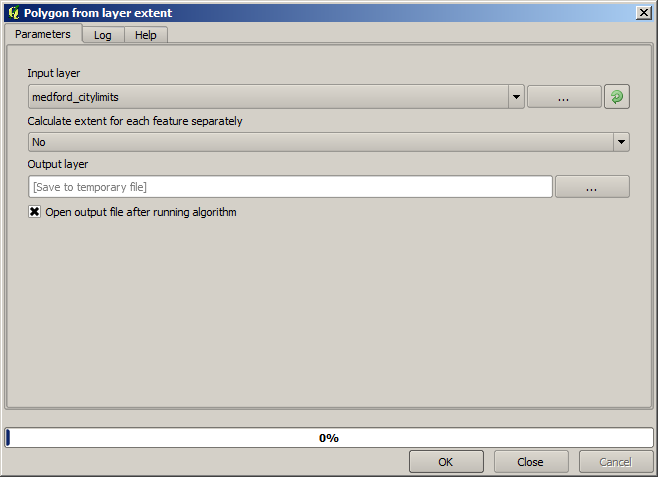 Polygon from layer extent
Parameters Log Help
Input layer
medford_citylimits ...
Calculate extent for each feature separately
No
Output layer
[Save to temporary file] ...
Open output file after running algorithm
0%
OK Close Cancel